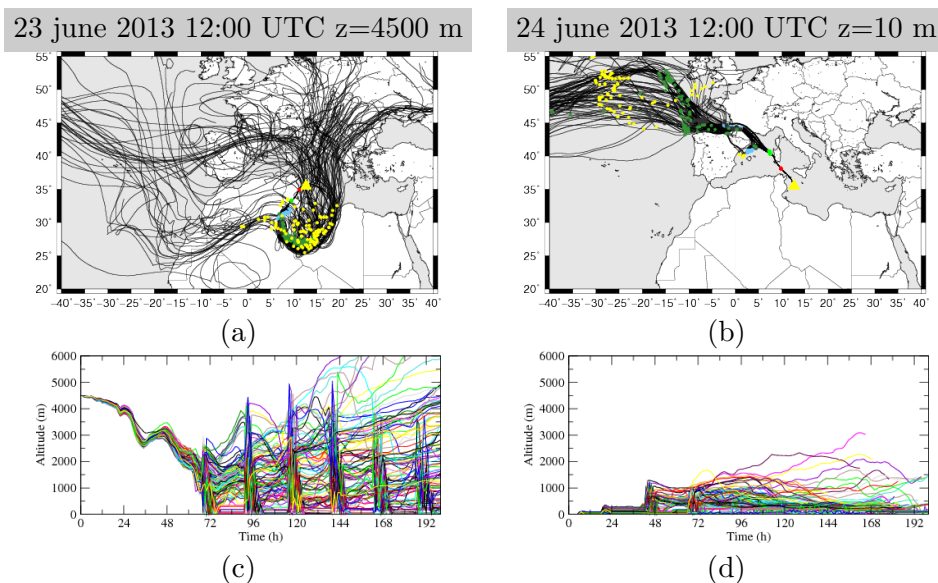 23 june 2013 12:00 UTC z=4500 m
24 june 2013 12:00 UTC z=10 m
55˚ 55˚
50˚ 50˚
45˚ 45˚
40˚ 40˚
35˚ 35˚
30˚ 30˚
25˚ 25˚
20˚ 20˚
-40˚-35˚-30˚-25˚-20˚-15˚-10˚ -5˚ 0˚ 5˚ 10˚ 15˚ 20˚ 25˚ 30˚ 35˚ 40˚
-40˚-35˚-30˚-25˚-20˚-15˚-10˚ -5˚ 0˚ 5˚ 10˚ 15˚ 20˚ 25˚ 30˚ 35˚ 40˚
(a)
(b)
6000
5000
4000
3000
2000
1000
0
Altitude (m)
0 24 48 72 96 120 144 168 192
Time (h)
6000
5000
4000
3000
2000
1000
0
Altitude (m)
0 24 48 72 96 120 144 168 192
Time (h)
(c)
(d)